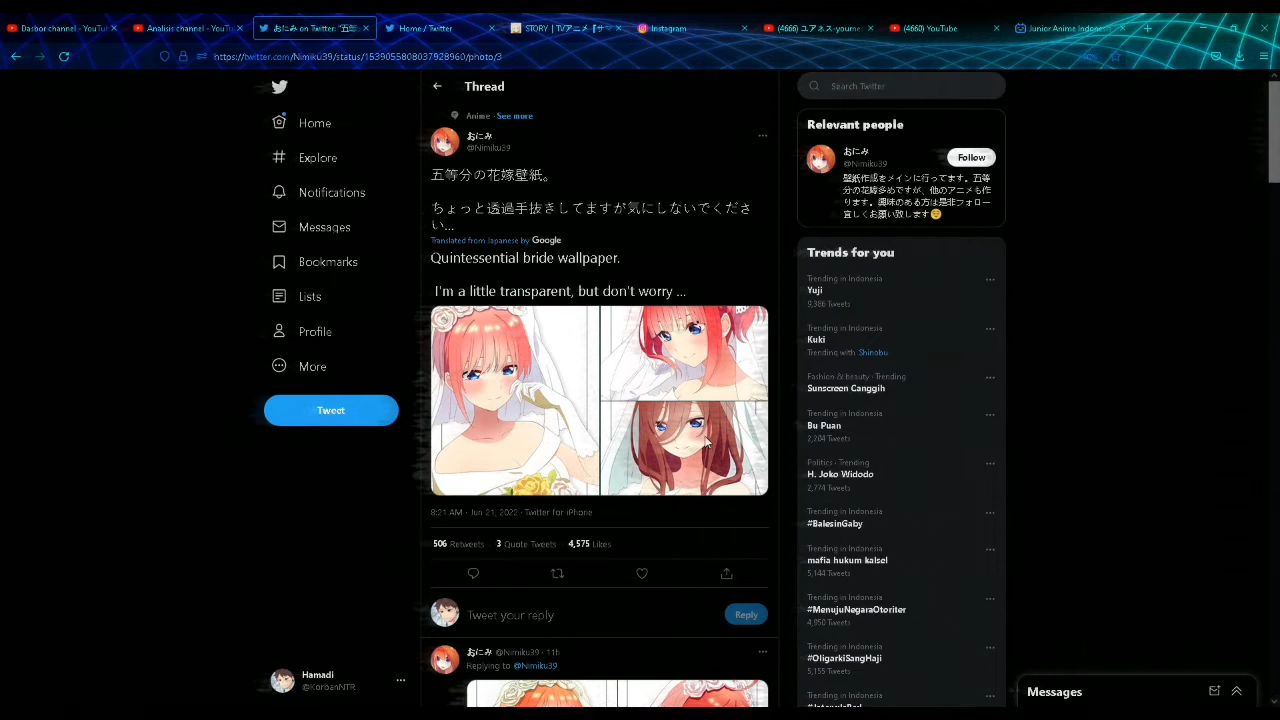 Dasbor channel - YouTu
Analisis channel - YouTu
おにみ on Twitter: "五等
Home / Twitter
STORY | TVアニメ『サマ
Instagram
(4666) ユアネス-yourne
(4660) YouTube
Junior Anime Indone
https://twitter.com/Nimiku39/status/1539055808037928960/photo/3
Home
Explore
Notifications
Messages
Bookmarks
Lists
Profile
More
Tweet
Hamadi
@KorbanNTR
Thread
Anime · See more
おにみ
@Nimiku39
五等分の花嫁壁紙。
ちょっと透過手抜きしてますが気にしないでくださ
い...
Translated from Japanese by Google
Quintessential bride wallpaper.
I'm a little transparent, but don't worry ...
8:21 AM · Jun 21, 2022 · Twitter for iPhone
506 Retweets 3 Quote Tweets 4,575 Likes
Tweet your reply
Reply
おにみ @Nimiku39 · 11h
Replying to @Nimiku39
Search Twitter
Relevant people
おにみ
@Nimiku39
Follow
壁紙作成をメインに行ってます。五等
分の花嫁多めですが、他のアニメも作
ります。興味のある方は是非フォロー
宜しくお願い致します
Trends for you
Trending in Indonesia
Yuji
9,386 Tweets
Trending in Indonesia
Kuki
Trending with Shinobu
Fashion & beauty · Trending
Sunscreen Canggih
Trending in Indonesia
Bu Puan
2,204 Tweets
Politics · Trending
H. Joko Widodo
2,774 Tweets
Trending in Indonesia
#BalesinGaby
Trending in Indonesia
mafia hukum kalsel
5,144 Tweets
Trending in Indonesia
#MenujuNegaraOtoriter
4,950 Tweets
Trending in Indonesia
#OligarkiSangHaji
5,155 Tweets
Trending in Indonesia
Messages